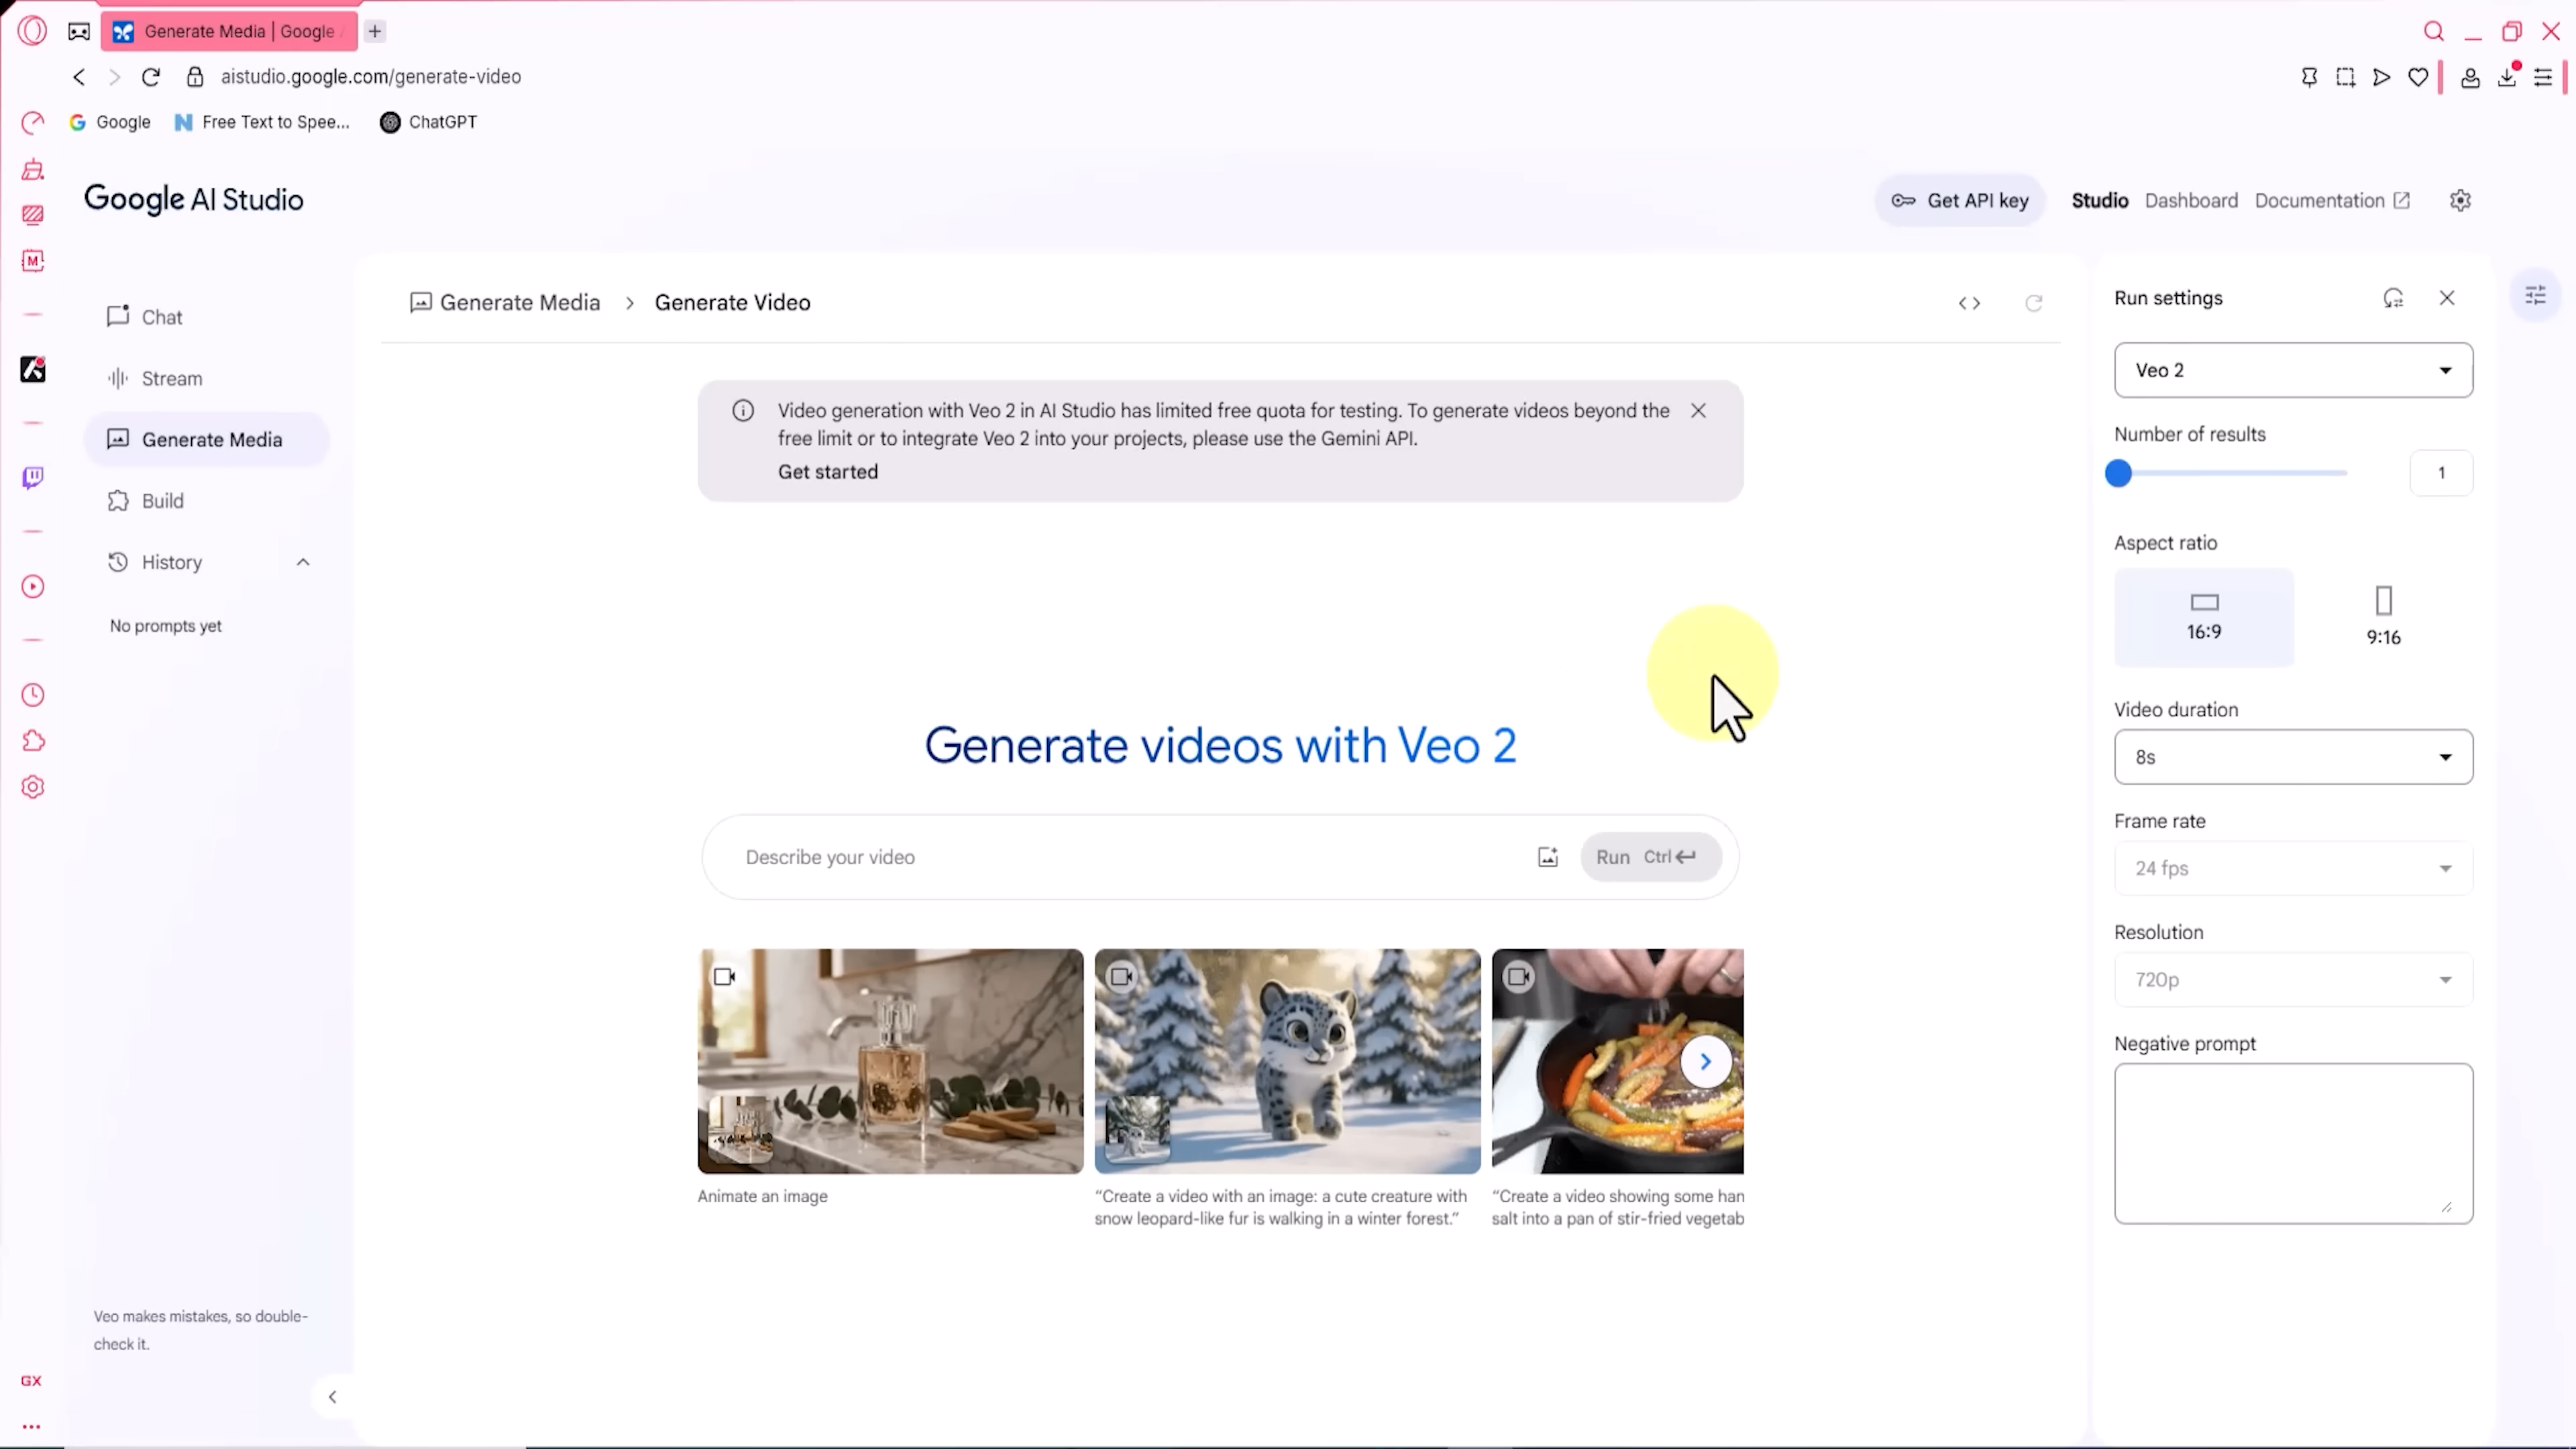 Generate Media | Google
aistudio.google.com/generate-video
Google
Free Text to Spee...
ChatGPT
M
Google AI Studio
Get API key
Studio
Dashboard
Documentation
Chat
Stream
Generate Media
Build
History
No prompts yet
Veo makes mistakes, so double-
check it.
GX
Generate Media > Generate Video
Video generation with Veo 2 in AI Studio has limited free quota for testing. To generate videos beyond the
free limit or to integrate Veo 2 into your projects, please use the Gemini API.
Get started
Generate videos with Veo 2
Describe your video
Run Ctrl
Animate an image
“Create a video with an image: a cute creature with
snow leopard-like fur is walking in a winter forest.”
“Create a video showing some han
salt into a pan of stir-fried vegetab
Run settings
Veo 2
Number of results
1
Aspect ratio
16:9
9:16
Video duration
8s
Frame rate
24 fps
Resolution
720p
Negative prompt